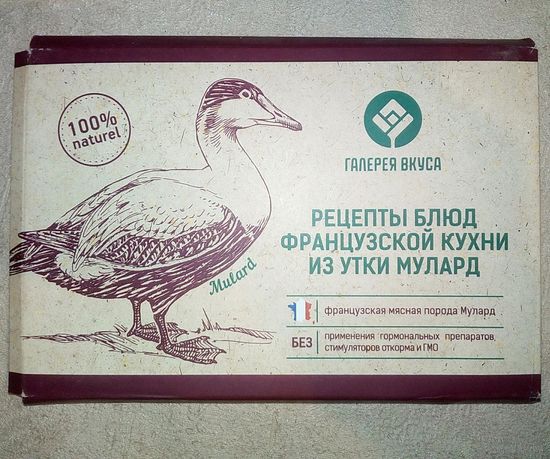 100%
naturel
Mulard
ГАЛЕРЕЯ ВКУСА
РЕЦЕПТЫ БЛЮД
ФРАНЦУЗСКОЙ КУХНИ
ИЗ УТКИ МУЛАРД
французская мясная порода Мулард
БЕЗ
применения гормональных препаратов,
стимуляторов откорма и ГМО